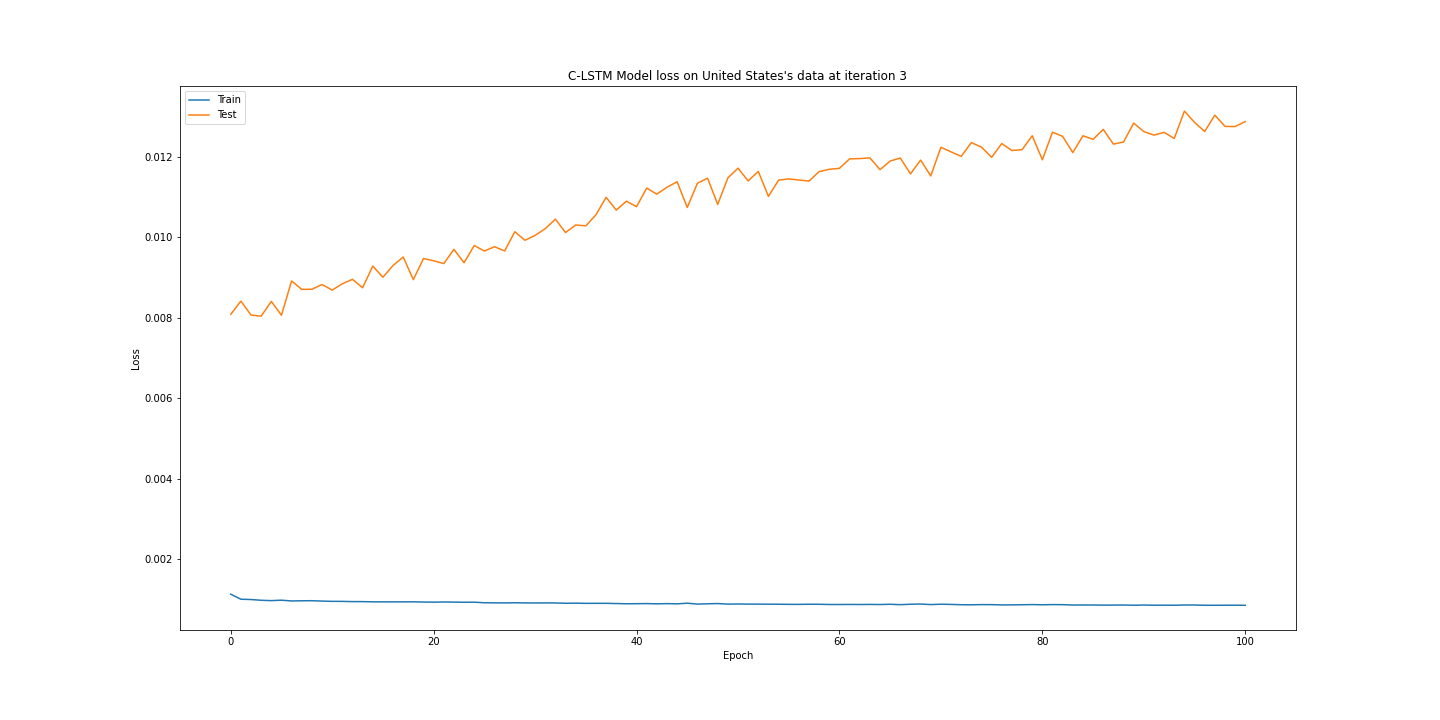 C-LSTM Model loss on United States's data at iteration 3
Train
Test
0.012
0.010
0.008
0.006
0.004
0.002
Loss
0 20 40 60 80 100
Epoch